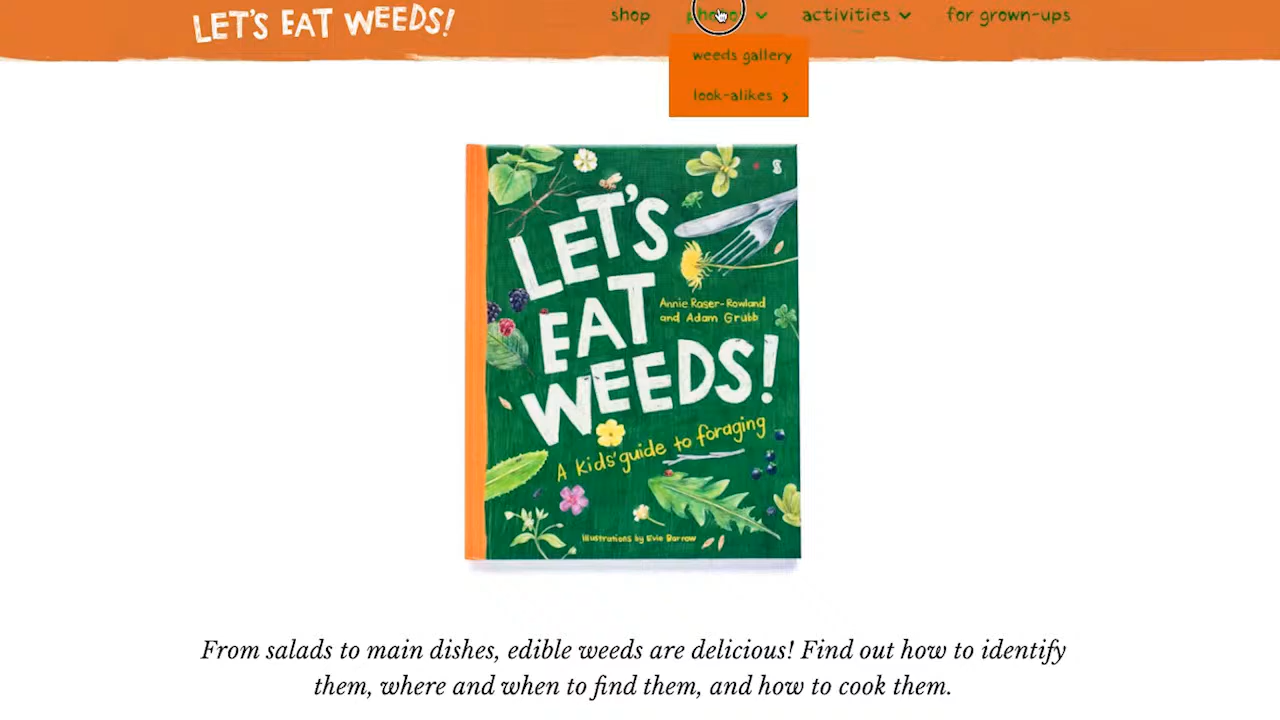 LET'S EAT WEEDS!
shop photo activities for grown-ups
weeds gallery
look-alikes
LET'S
EAT
WEEDS!
Annie Raser-Rowland
and Adam Grubb
A kids' guide to foraging
Illustrations by Evie Barrow
From salads to main dishes, edible weeds are delicious! Find out how to identify
them, where and when to find them, and how to cook them.